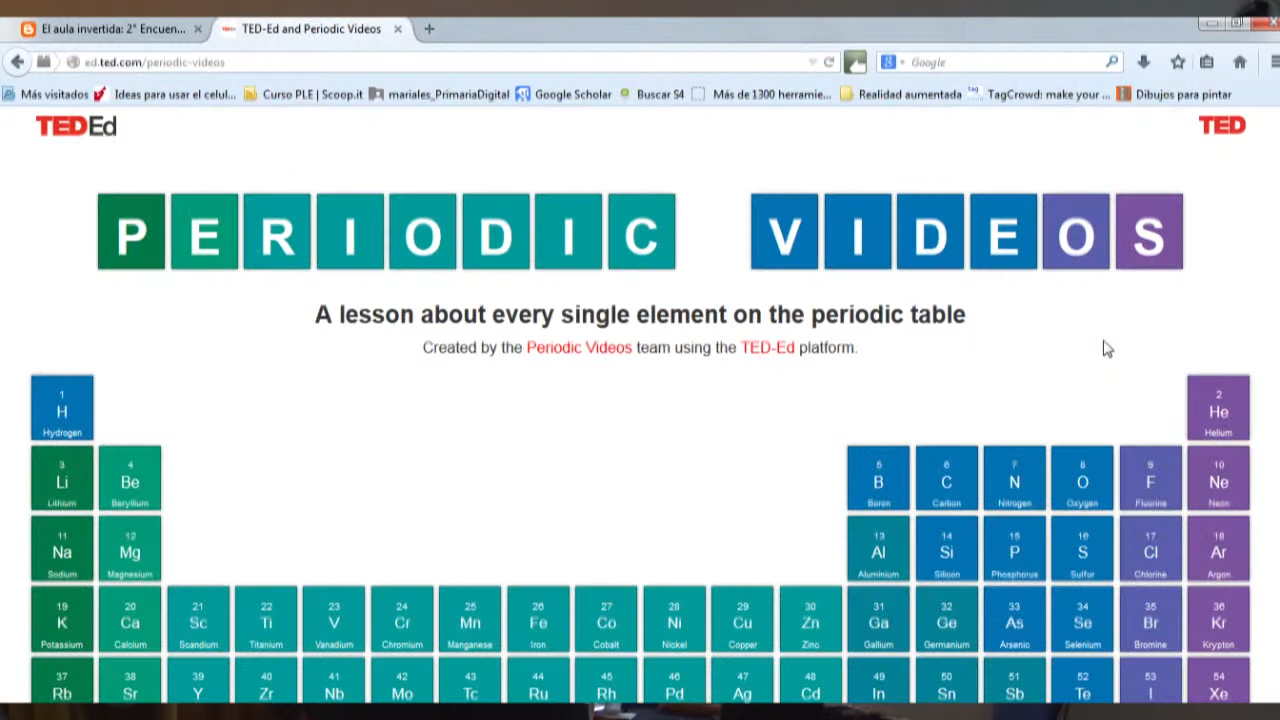 El aula invertida: 2° Encuen...
TED-Ed and Periodic Videos
ed.ted.com/periodic-videos
Google
Más visitados
Ideas para usar el celul...
Curso PLE | Scoop.it
mariales_PrimariaDigital
Google Scholar
Buscar S4
Más de 1300 herramie...
Realidad aumentada
TagCrowd: make your ...
Dibujos para pintar
TEDEd
TED
PERIODIC VIDEOS
A lesson about every single element on the periodic table
Created by the Periodic Videos team using the TED-Ed platform.
1 2
H He
Hydrogen Helium
3 4 5 6 7 8 9 10
Li Be B C N O F Ne
Lithium Beryllium Boron Carbon Nitrogen Oxygen Fluorine Neon
11 12 13 14 15 16 17 18
Na Mg Al Si P S Cl Ar
Sodium Magnesium Aluminium Silicon Phosphorus Sulfur Chlorine Argon
19 20 21 22 23 24 25 26 27 28 29 30 31 32 33 34 35 36
K Ca Sc Ti V Cr Mn Fe Co Ni Cu Zn Ga Ge As Se Br Kr
Potassium Calcium Scandium Titanium Vanadium Chromium Manganese Iron Cobalt Nickel Copper Zinc Gallium Germanium Arsenic Selenium Bromine Krypton
37 38 39 40 41 42 43 44 45 46 47 48 49 50 51 52 53 54
Rb Sr Y Zr Nb Mo Tc Ru Rh Pd Ag Cd In Sn Sb Te I Xe